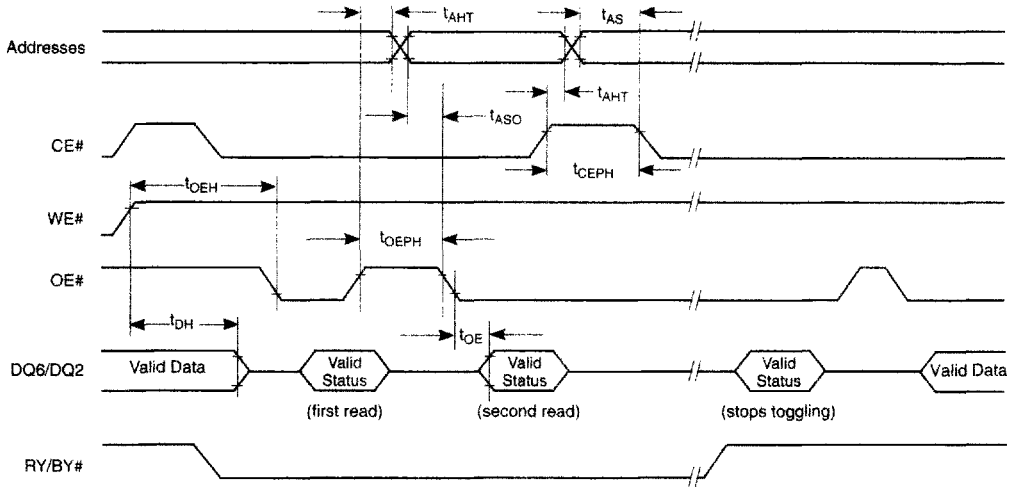 tAHT
tAS
Addresses
tAHT
tASO
CE#
tCEPH
tOEH
WE#
tOEPH
OE#
tDH
tOE
DQ6/DQ2
Valid Data
Valid
Status
Valid
Status
Valid
Status
Valid Data
(first read)
(second read)
(stops toggling)
RY/BY#